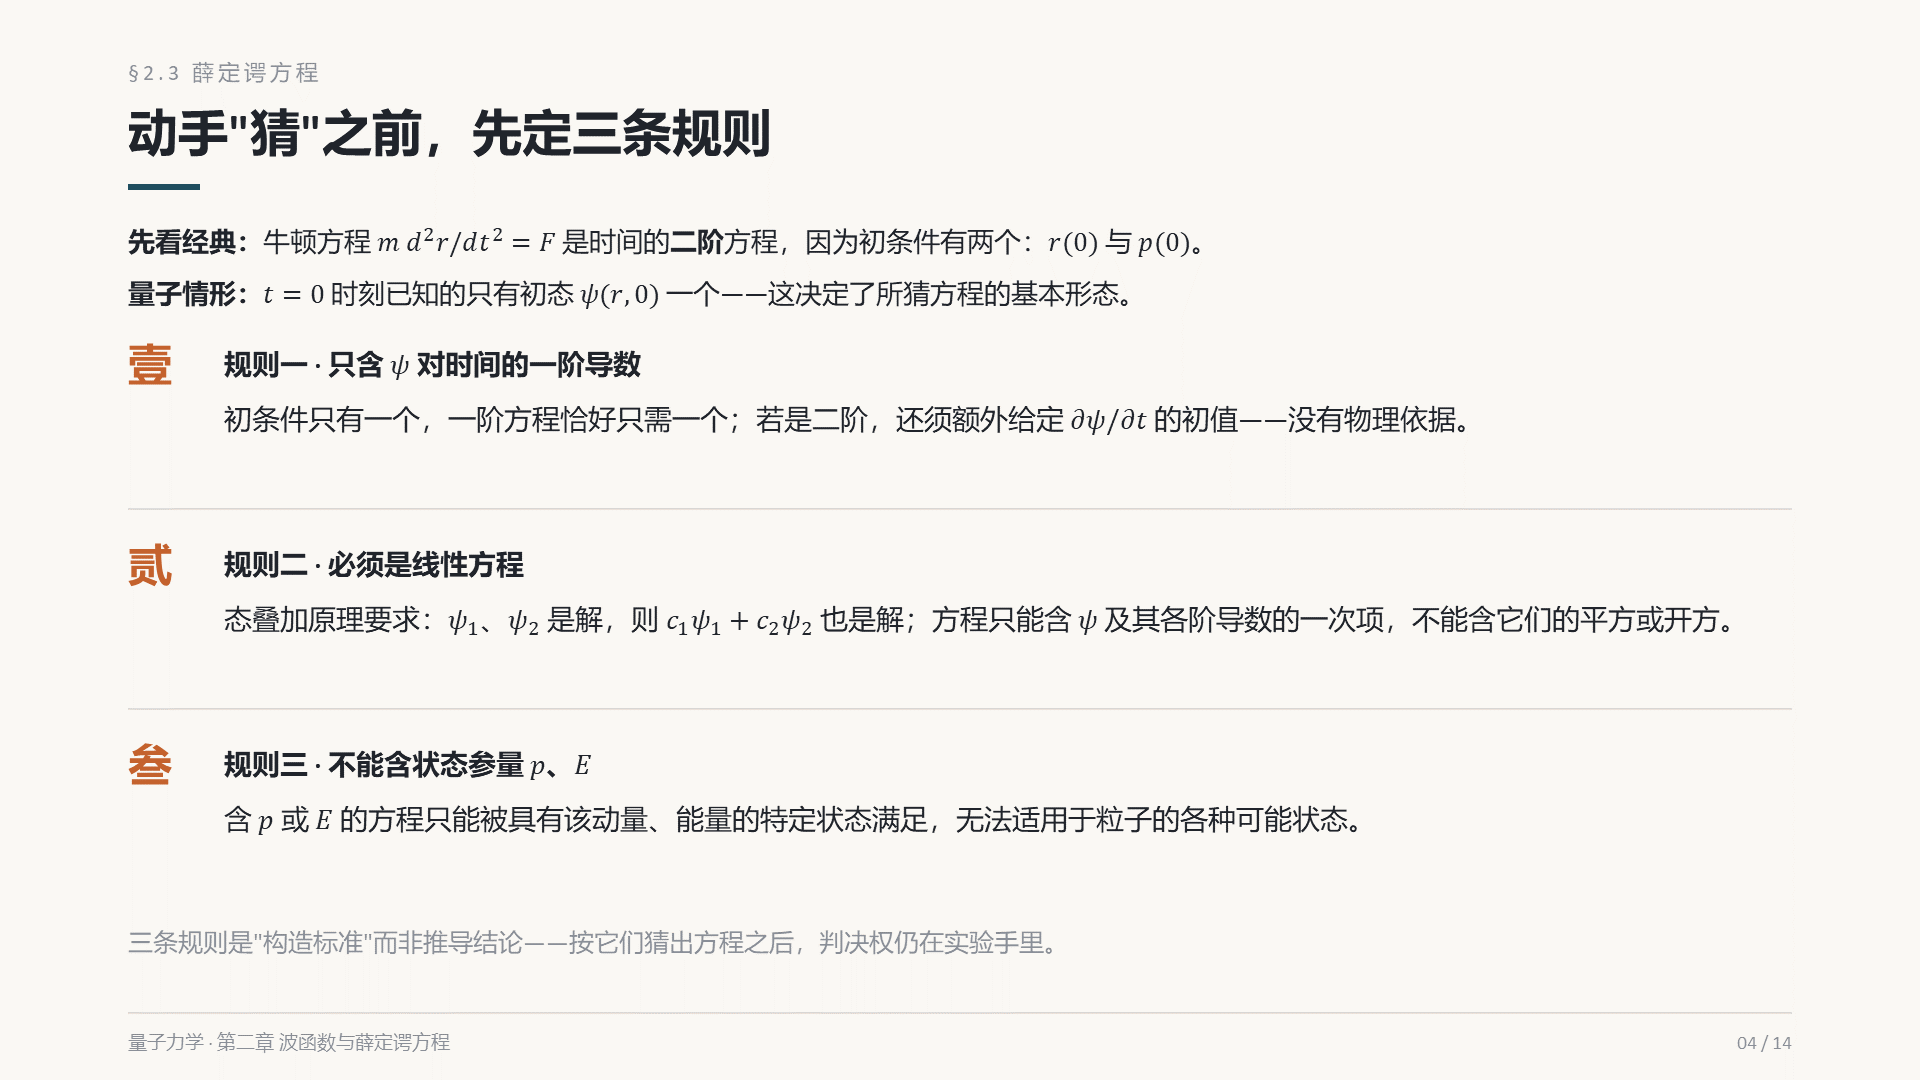 §2.3 薛定谔方程
动手"猜"之前，先定三条规则
先看经典：牛顿方程 m d²r/dt² = F 是时间的二阶方程，因为初条件有两个：r(0) 与 p(0)。
量子情形：t = 0 时刻已知的只有初态 ψ(r,0) 一个——这决定了所猜方程的基本形态。
壹 规则一 · 只含 ψ 对时间的一阶导数
初条件只有一个，一阶方程恰好只需一个；若是二阶，还须额外给定 ∂ψ/∂t 的初值——没有物理依据。
贰 规则二 · 必须是线性方程
态叠加原理要求：ψ₁、ψ₂ 是解，则 c₁ψ₁ + c₂ψ₂ 也是解；方程只能含 ψ 及其各阶导数的一次项，不能含它们的平方或开方。
叁 规则三 · 不能含状态参量 p、E
含 p 或 E 的方程只能被具有该动量、能量的特定状态满足，无法适用于粒子的各种可能状态。
三条规则是"构造标准"而非推导结论——按它们猜出方程之后，判决权仍在实验手里。
量子力学 · 第二章 波函数与薛定谔方程
04 / 14